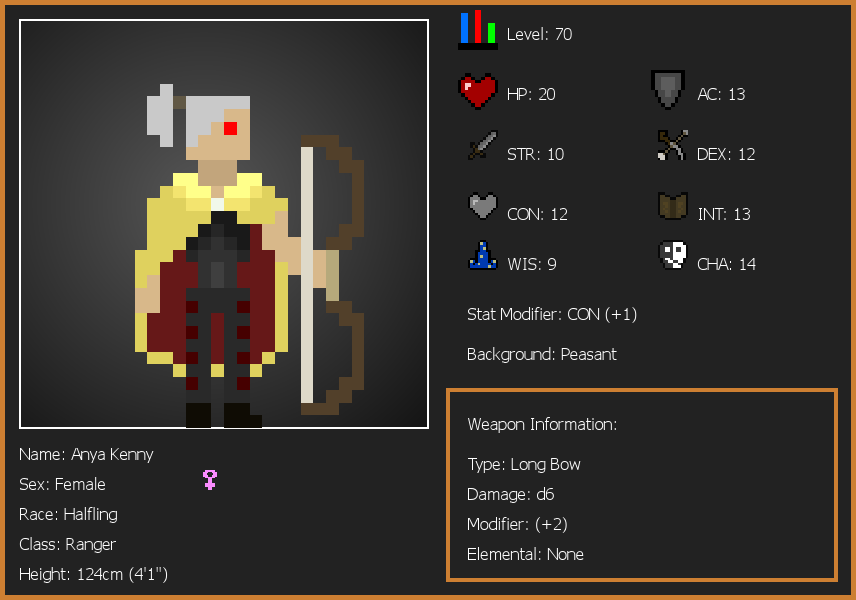 Level: 70
HP: 20
AC: 13
STR: 10
DEX: 12
CON: 12
INT: 13
WIS: 9
CHA: 14
Stat Modifier: CON (+1)
Background: Peasant
Weapon Information:
Type: Long Bow
Damage: d6
Modifier: (+2)
Elemental: None
Name: Anya Kenny
Sex: Female
Race: Halfling
Class: Ranger
Height: 124cm (4'1")